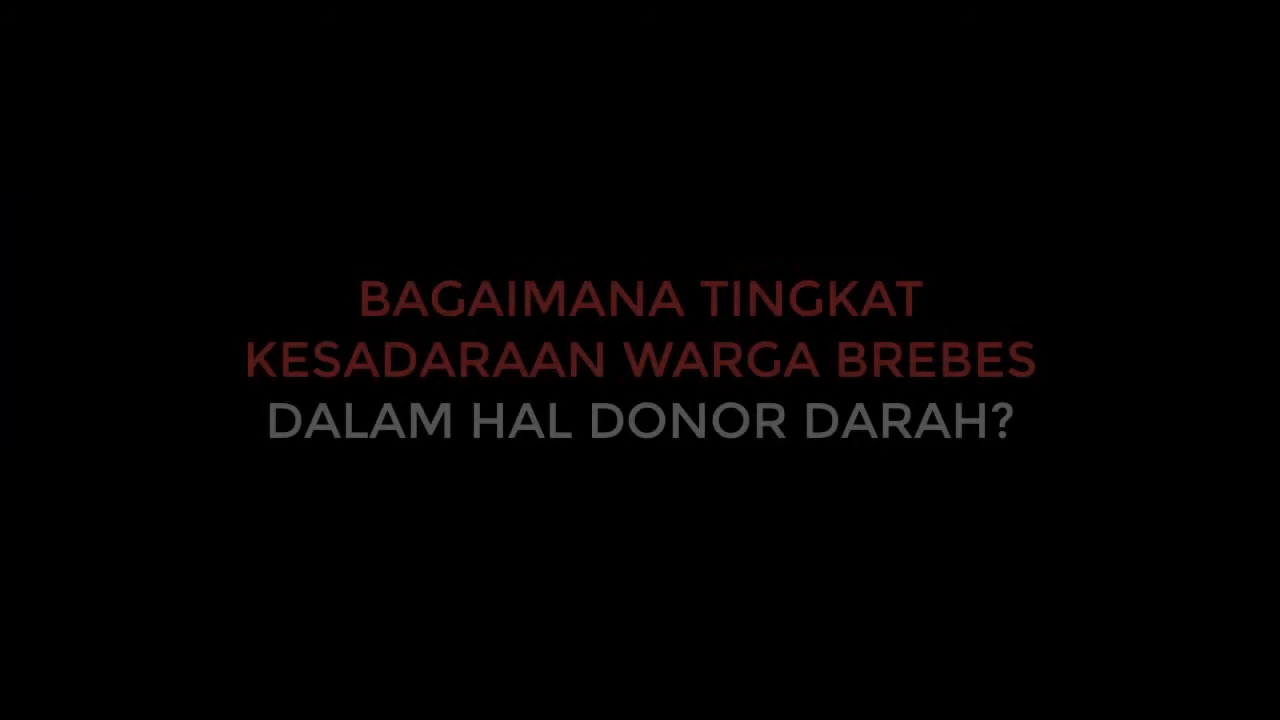 BAGAIMANA TINGKAT
KESADARAAN WARGA BREBES
DALAM HAL DONOR DARAH?